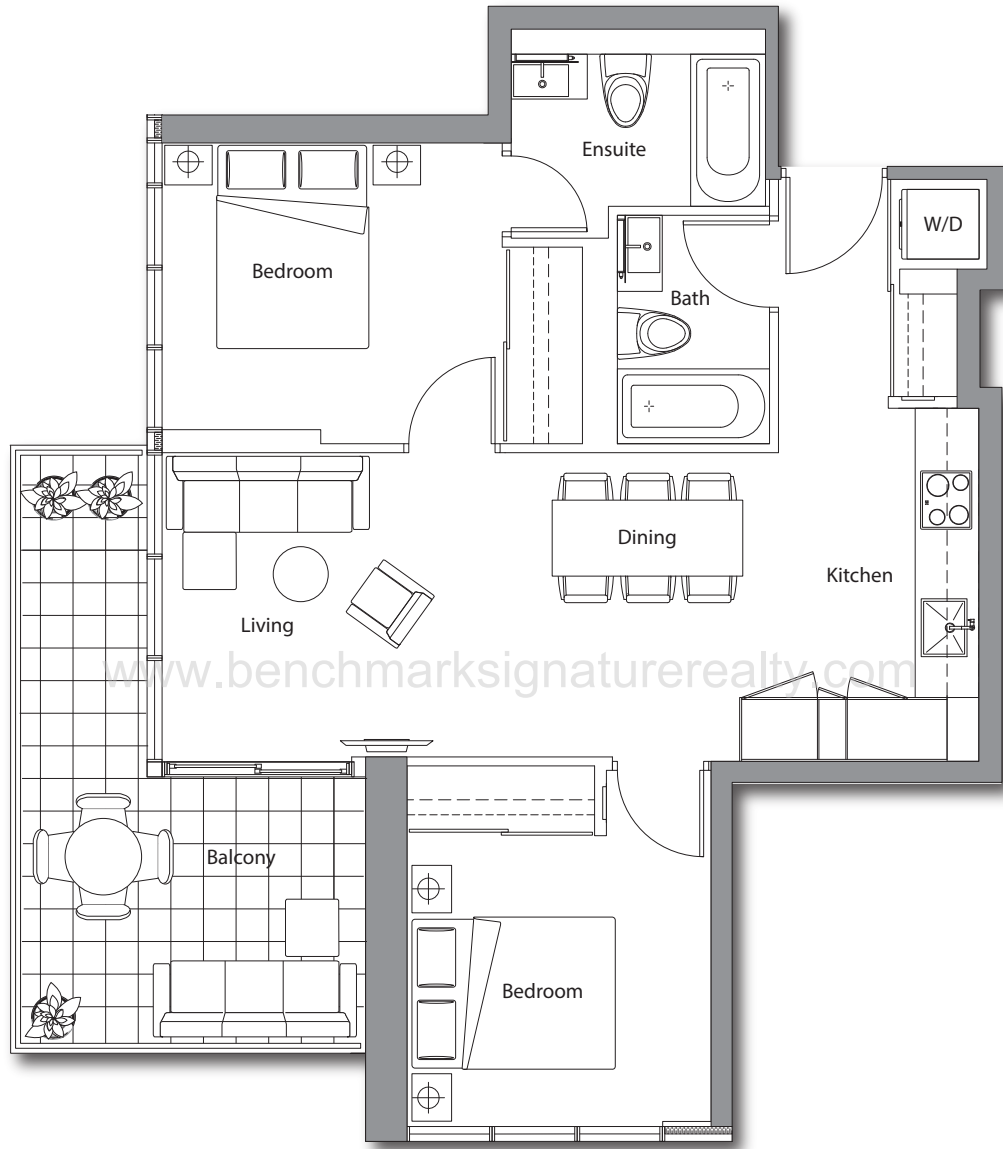 Ensuite
W/D
Bedroom
Bath
Dining
Kitchen
Living
www.benchmarksignaturerealty.com
Balcony
Bedroom